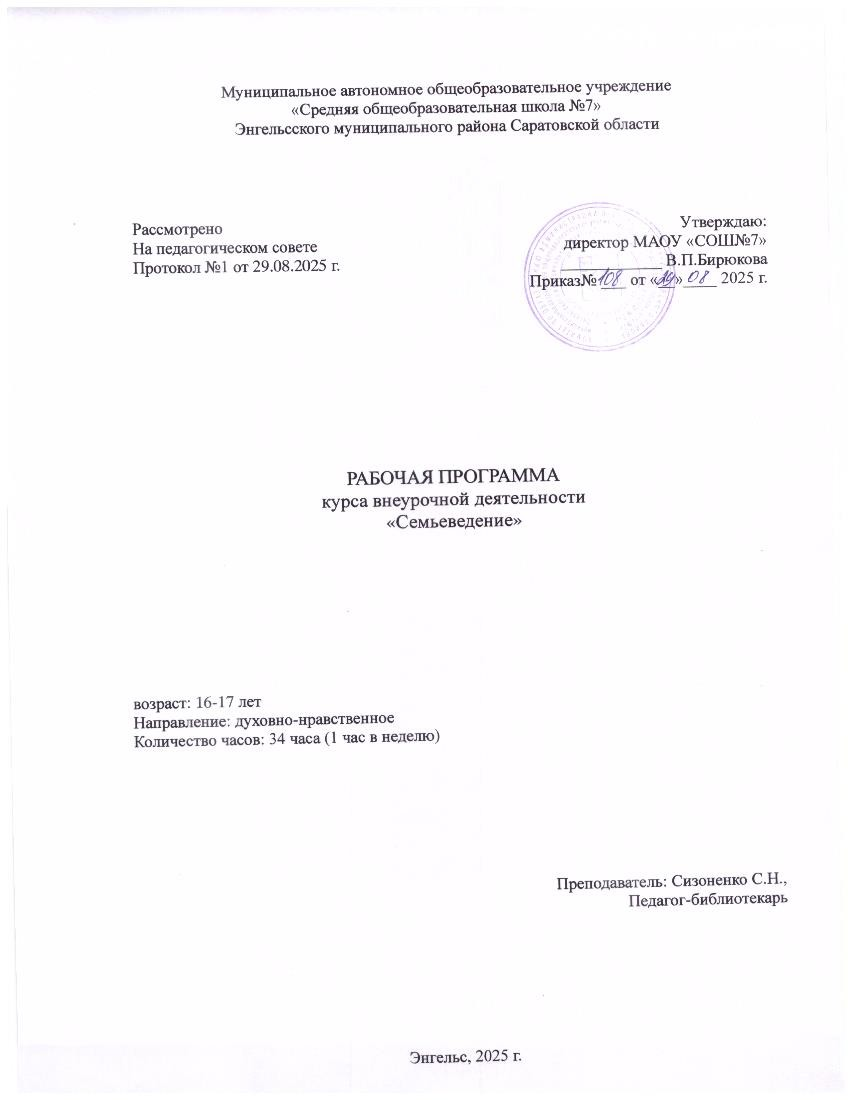 Муниципальное автономное общеобразовательное учреждение
«Средняя общеобразовательная школа №7»
Энгельсского муниципального района Саратовской области
Рассмотрено
На педагогическом совете
Протокол №1 от 29.08.2025 г.
Утверждаю:
директор МАОУ «СОШ№7»
____________ В.П.Бирюкова
Приказ№ 108 от «29» 08 2025 г.
РАБОЧАЯ ПРОГРАММА
курса внеурочной деятельности
«Семьеведение»
возраст: 16-17 лет
Направление: духовно-нравственное
Количество часов: 34 часа (1 час в неделю)
Преподаватель: Сизоненко С.Н.,
Педагог-библиотекарь
Энгельс, 2025 г.